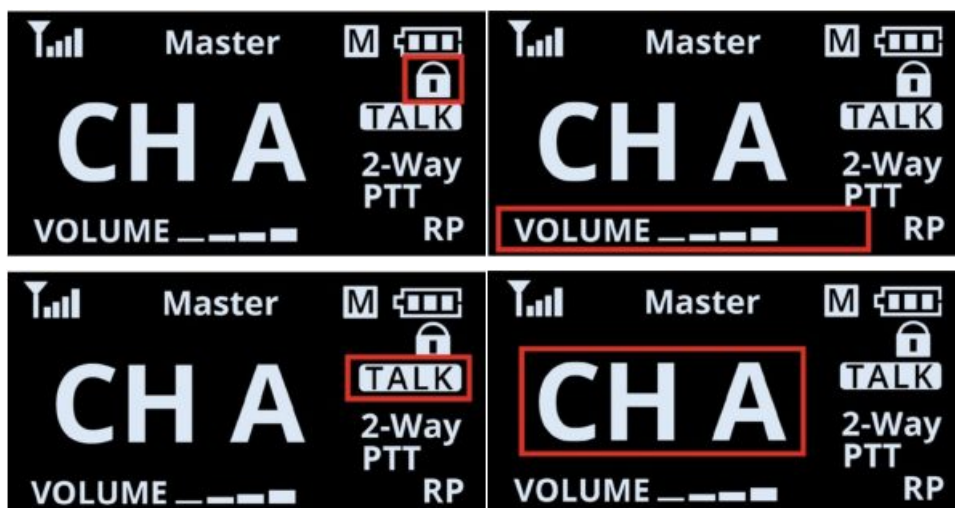 Master M
TALK
CH A
2-Way
PTT
VOLUME RP
Master M
TALK
CH A
2-Way
PTT
VOLUME RP
Master M
TALK
CH A
2-Way
PTT
VOLUME RP
Master M
TALK
CH A
2-Way
PTT
VOLUME RP